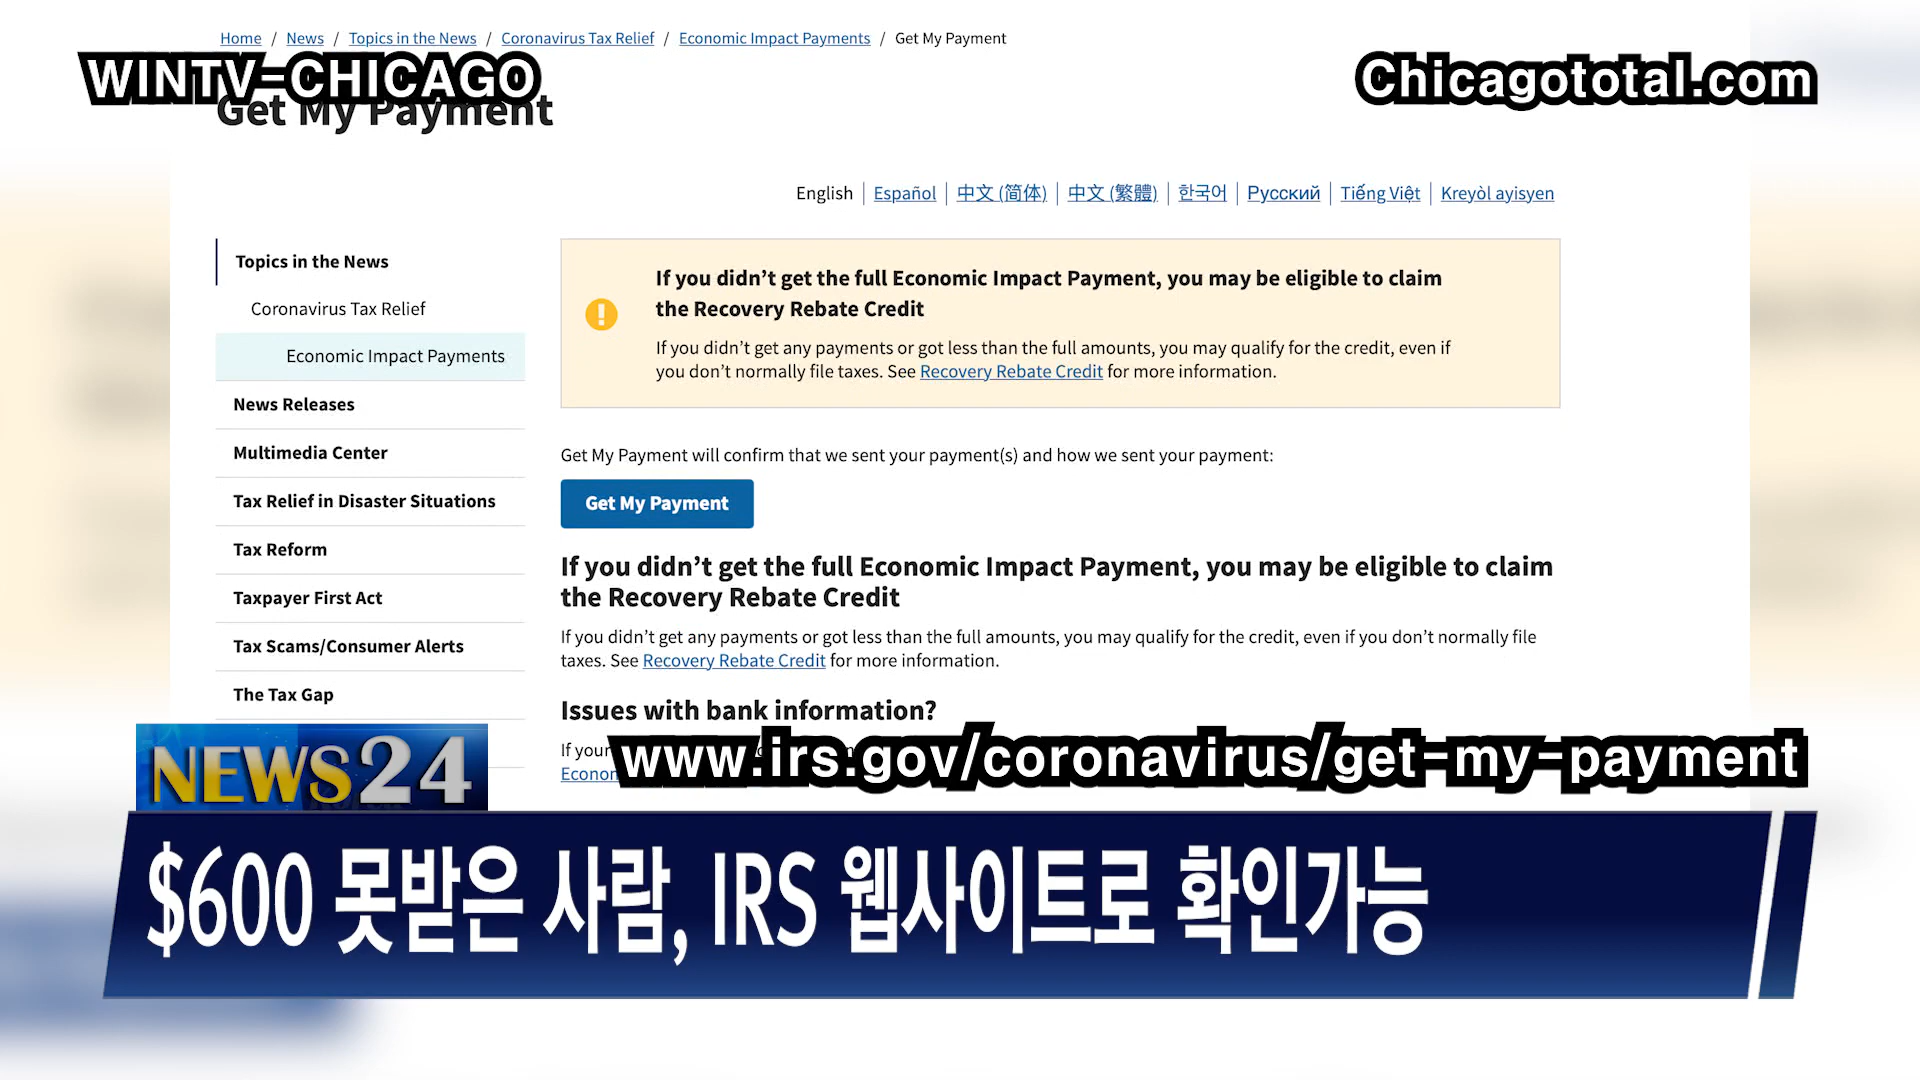 Home / News / Topics in the News / Coronavirus Tax Relief / Economic Impact Payments / Get My Payment
WINTV-CHICAGO
Chicagototal.com
Get My Payment
English | Español | 中文 (简体) | 中文 (繁體) | 한국어 | Русский | Tiếng Việt | Kreyòl ayisyen
Topics in the News
Coronavirus Tax Relief
Economic Impact Payments
News Releases
Multimedia Center
Tax Relief in Disaster Situations
Tax Reform
Taxpayer First Act
Tax Scams/Consumer Alerts
The Tax Gap
If you didn't get the full Economic Impact Payment, you may be eligible to claim
the Recovery Rebate Credit
If you didn't get any payments or got less than the full amounts, you may qualify for the credit, even if
you don't normally file taxes. See Recovery Rebate Credit for more information.
Get My Payment will confirm that we sent your payment(s) and how we sent your payment:
Get My Payment
If you didn't get the full Economic Impact Payment, you may be eligible to claim
the Recovery Rebate Credit
If you didn't get any payments or got less than the full amounts, you may qualify for the credit, even if you don't normally file
taxes. See Recovery Rebate Credit for more information.
Issues with bank information?
If your
www.irs.gov/coronavirus/get-my-payment
NEWS24
$600 못받은 사람, IRS 웹사이트로 확인가능